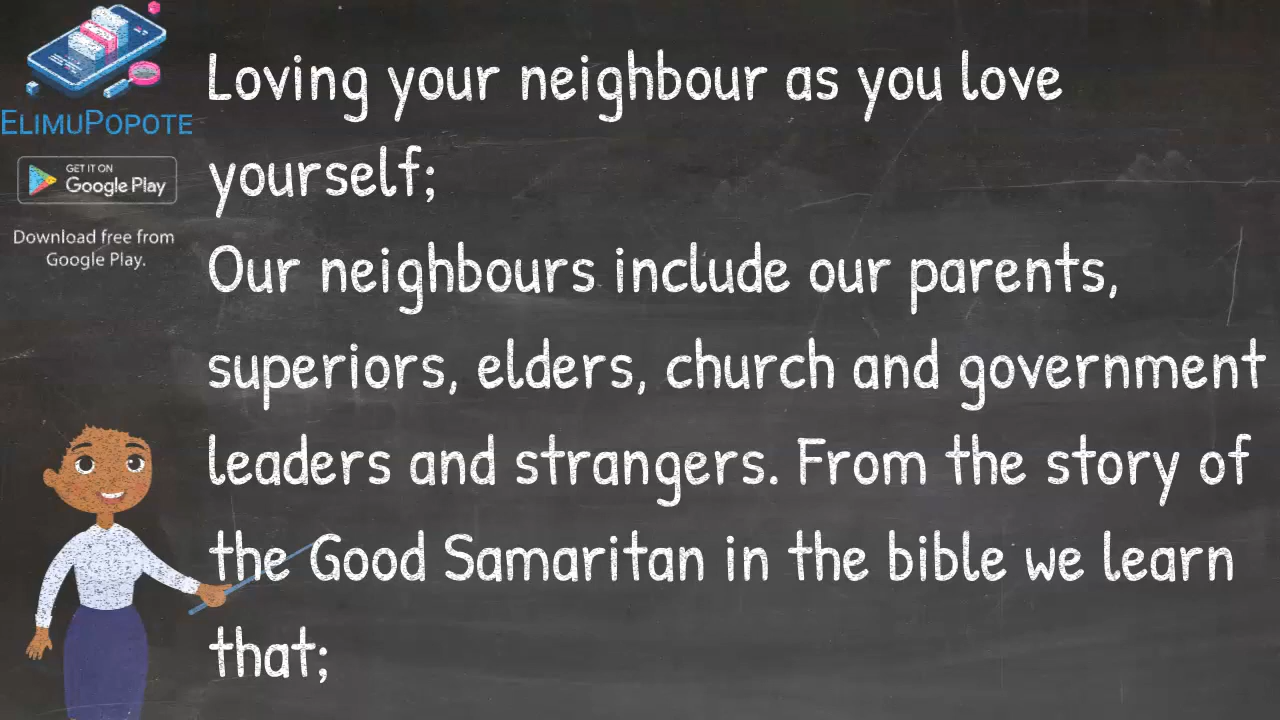 ELIMUPOPOTE
GET IT ON
Google Play
Download free from
Google Play.
Loving your neighbour as you love
yourself;
Our neighbours include our parents,
superiors, elders, church and government
leaders and strangers. From the story of
the Good Samaritan in the bible we learn
that;